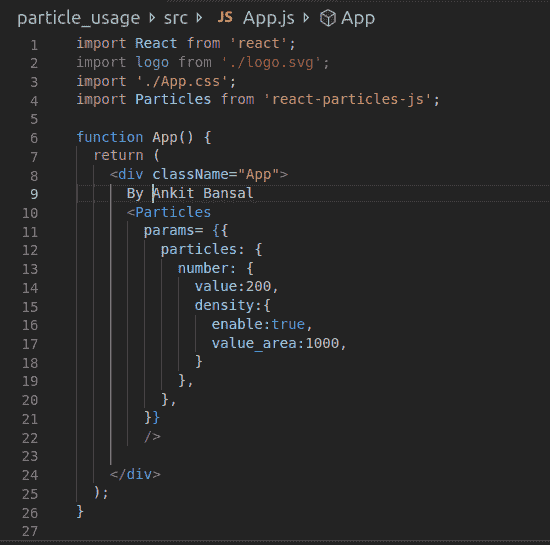 particle_usage > src > JS App.js > App
1 import React from 'react';
2 import logo from './logo.svg';
3 import './App.css';
4 import Particles from 'react-particles-js';
5
6 function App() {
7   return (
8     <div className="App">
9       By Ankit Bansal
10       <Particles
11         params= {{
12           particles: {
13             number: {
14               value:200,
15               density:{
16                 enable:true,
17                 value_area:1000,
18               }
19             },
20           },
21         }}
22         />
23
24     </div>
25   );
26 }
27